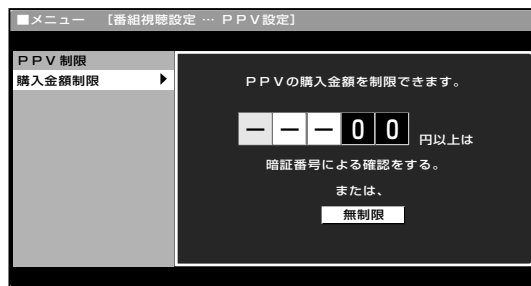 ■メニュー [番組視聴設定 … PPV設定]
PPV制限
購入金額制限 ▶
PPVの購入金額を制限できます。
ーーー00 円以上は
暗証番号による確認をする。
または、
無制限